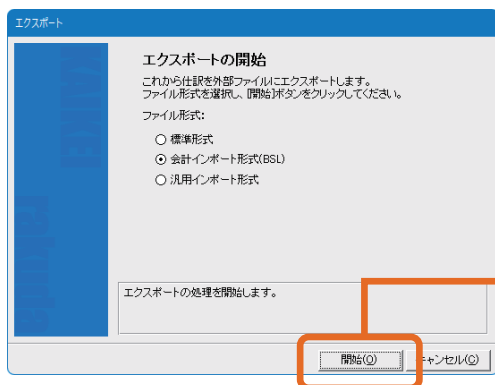 エクスポート
エクスポートの開始
これから仕訳を外部ファイルにエクスポートします。
ファイル形式を選択し、[開始]ボタンをクリックしてください。
ファイル形式:
標準形式
会計インポート形式(BSL)
汎用インポート形式
KAIKEI
rakuda
エクスポートの処理を開始します。
開始(O)
キャンセル(C)